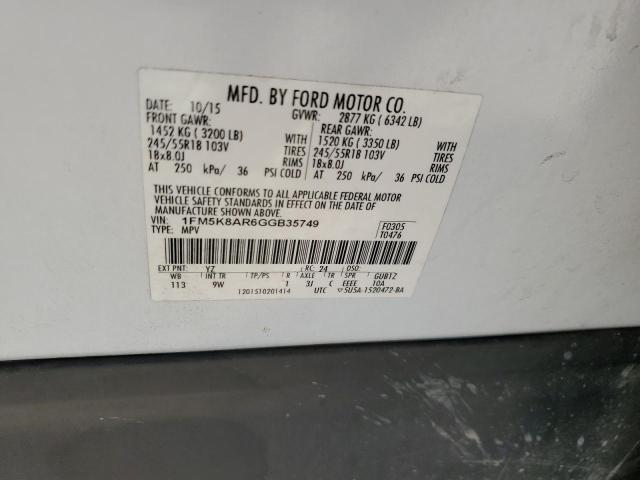 MFD. BY FORD MOTOR CO.
DATE: 10/15 GVWR: 2877 KG ( 6342 LB)
FRONT GAWR: REAR GAWR:
1452 KG ( 3200 LB) WITH 1520 KG ( 3350 LB) WITH
245/55R18 103V TIRES 245/55R18 103V TIRES
18x8.0J RIMS 18x8.0J RIMS
AT 250 kPa/ 36 PSI COLD AT 250 kPa/ 36 PSI COLD
THIS VEHICLE CONFORMS TO ALL APPLICABLE FEDERAL MOTOR
VEHICLE SAFETY STANDARDS IN EFFECT ON THE DATE OF
MANUFACTURE SHOWN ABOVE.
VIN: 1FM5K8AR6GGB35749 F0305
TYPE: MPV T0476
EXT PNT: YZ RC: 24 DSO:
WB INT TR TP/PS R AXLE TR SPR GUBTZ
113 9W 1 3J C EEEE 10A
1201510201414 UTC ▽5USA-1520472-BA